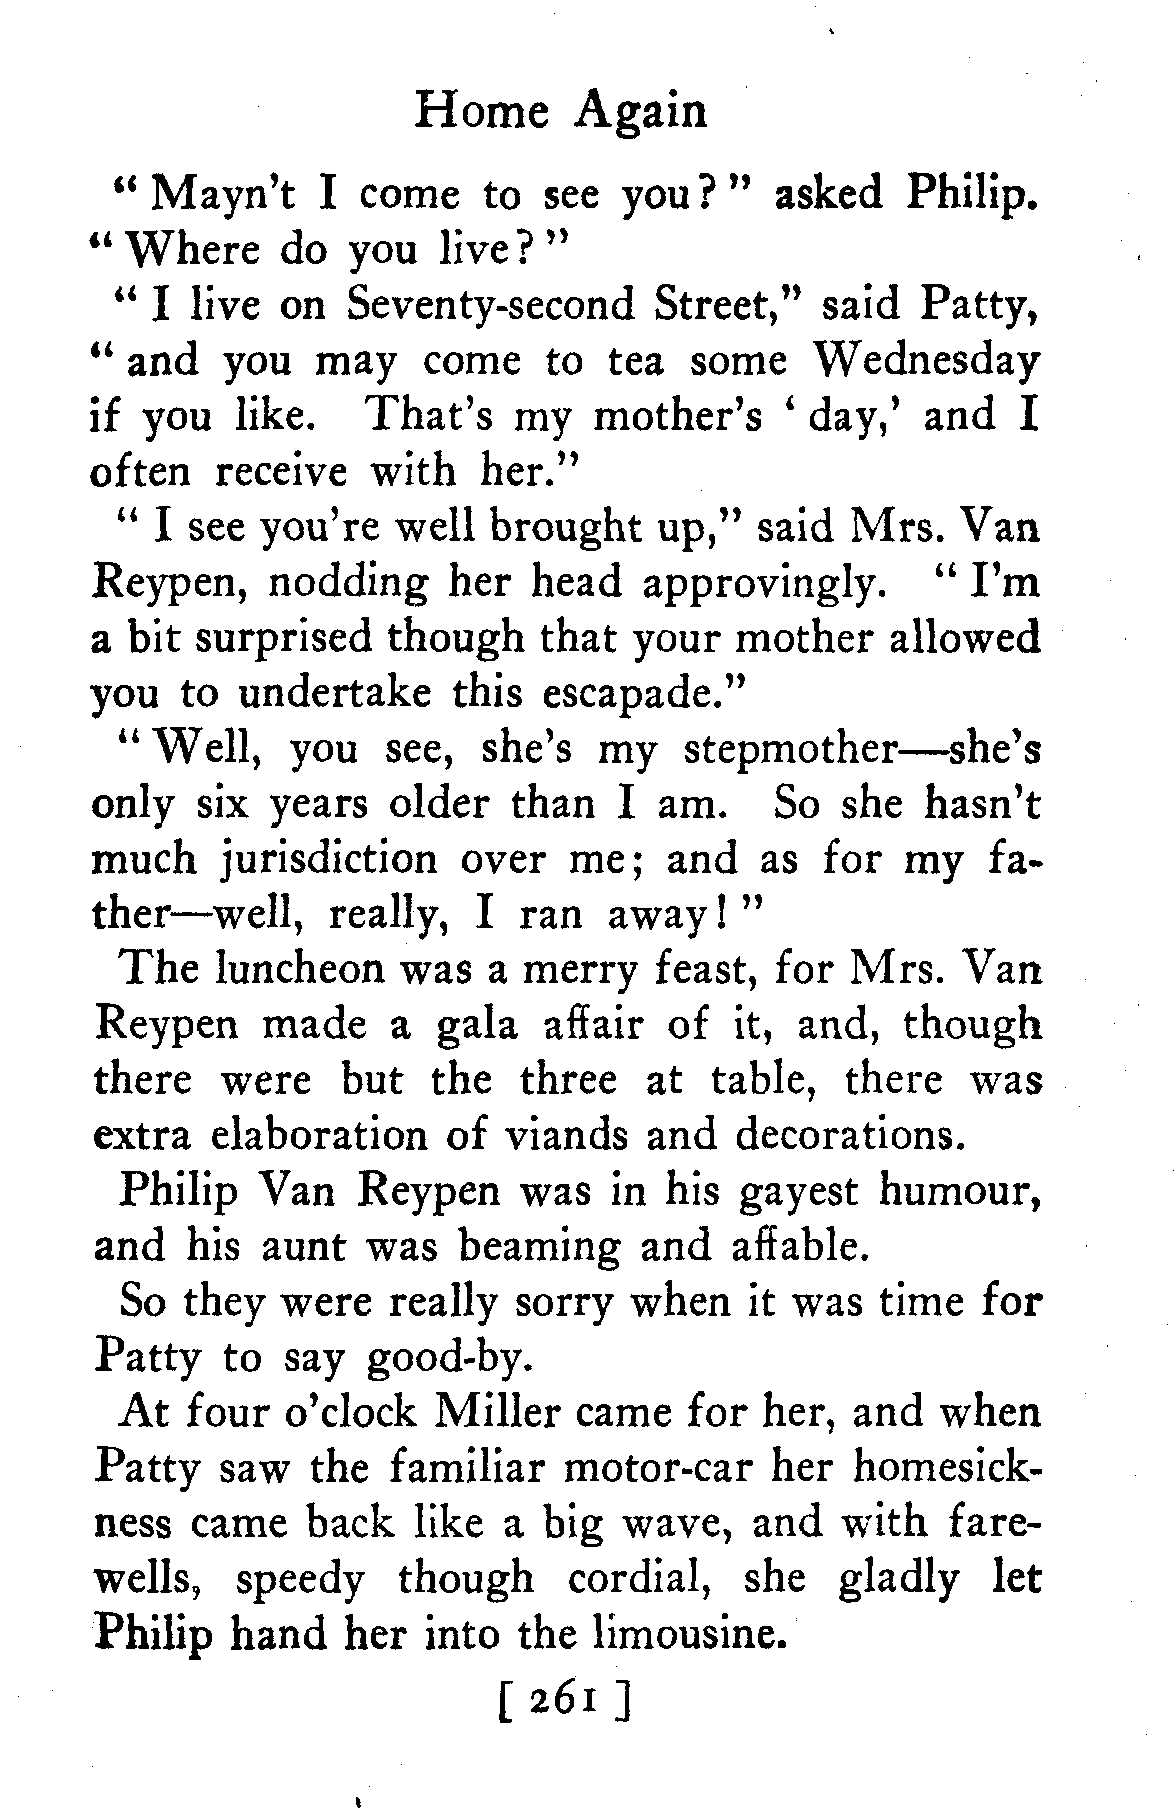 Home Again
" Mayn't I come to see you? " asked Philip.
" Where do you live? "
" I live on Seventy-second Street," said Patty,
" and you may come to tea some Wednesday
if you like. That's my mother's ' day,' and I
often receive with her."
" I see you're well brought up," said Mrs. Van
Reypen, nodding her head approvingly. " I'm
a bit surprised though that your mother allowed
you to undertake this escapade."
" Well, you see, she's my stepmother—she's
only six years older than I am. So she hasn't
much jurisdiction over me; and as for my fa-
ther—well, really, I ran away! "
The luncheon was a merry feast, for Mrs. Van
Reypen made a gala affair of it, and, though
there were but the three at table, there was
extra elaboration of viands and decorations.
Philip Van Reypen was in his gayest humour,
and his aunt was beaming and affable.
So they were really sorry when it was time for
Patty to say good-by.
At four o'clock Miller came for her, and when
Patty saw the familiar motor-car her homesick-
ness came back like a big wave, and with fare-
wells, speedy though cordial, she gladly let
Philip hand her into the limousine.
[ 261 ]